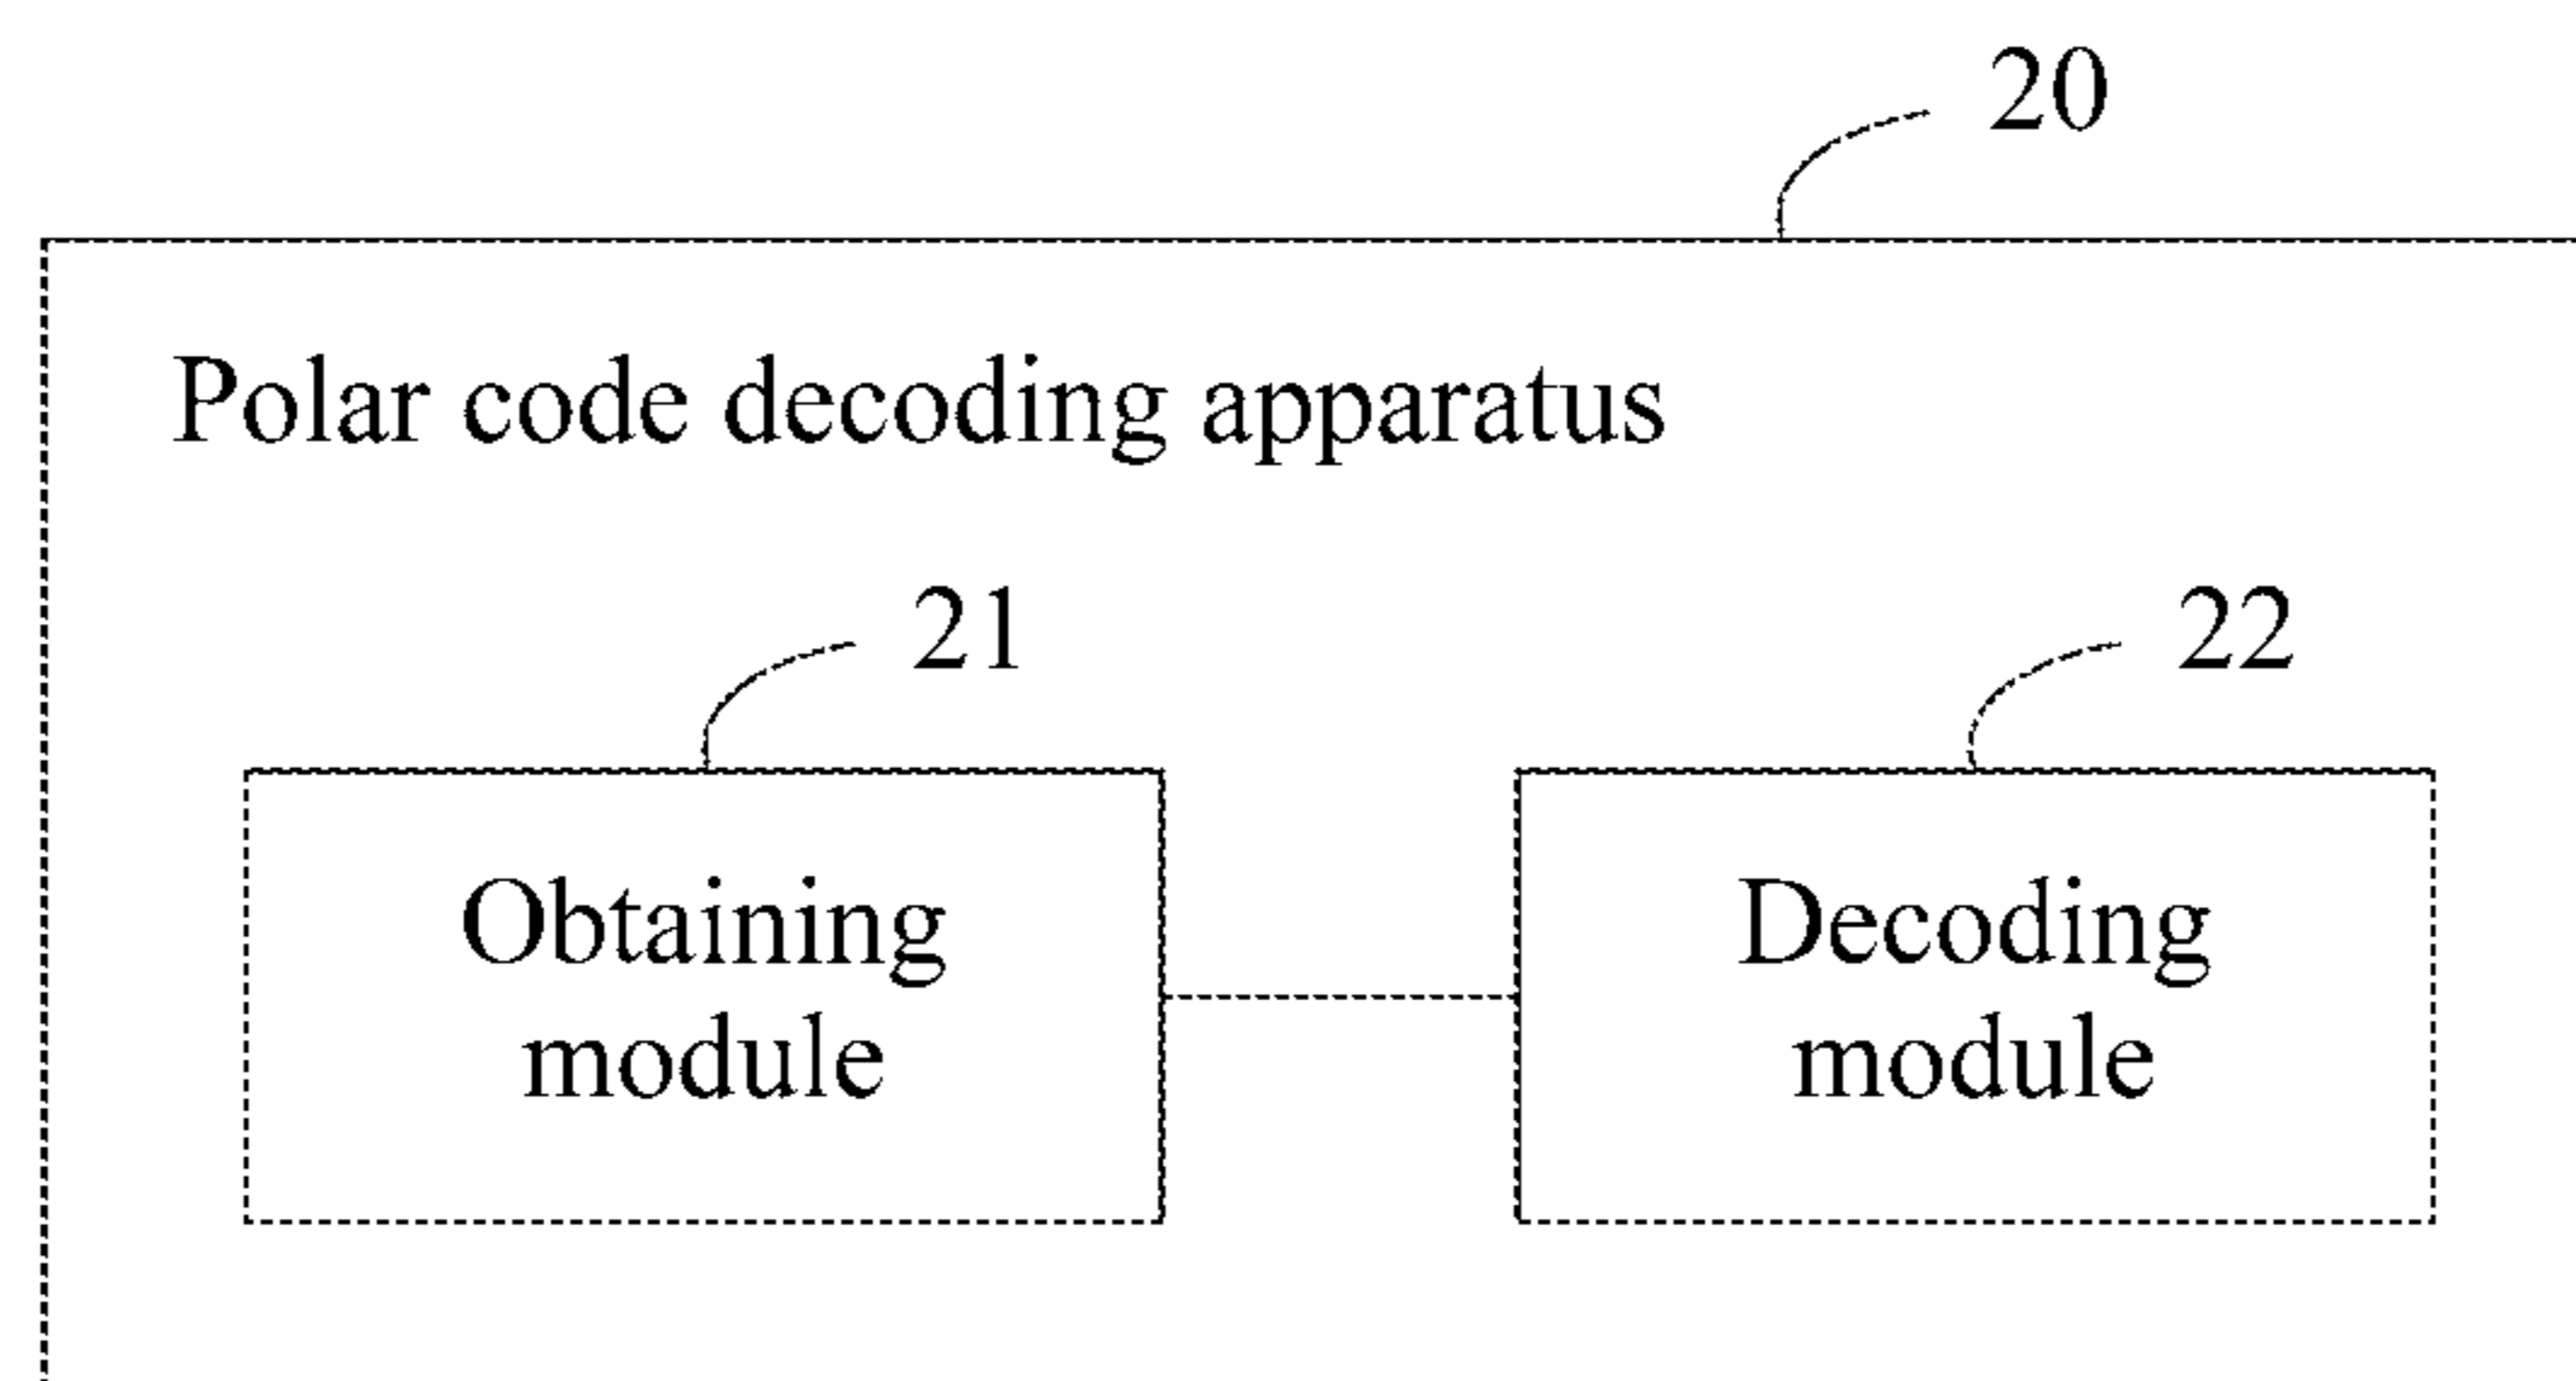 20
Polar code decoding apparatus
21
22
Obtaining
module
Decoding
module